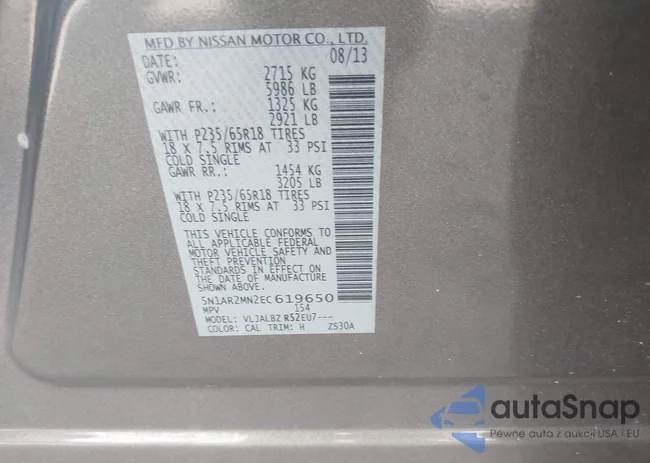 MFD BY NISSAN MOTOR CO., LTD.
DATE: 08/13
GVWR: 2715 KG
5986 LB
GAWR FR.: 1325 KG
2921 LB
WITH P235/65R18 TIRES
18 X 7.5 RIMS AT 33 PSI
COLD SINGLE
GAWR RR.: 1454 KG
3205 LB
WITH P235/65R18 TIRES
18 X 7.5 RIMS AT 33 PSI
COLD SINGLE
THIS VEHICLE CONFORMS TO
ALL APPLICABLE FEDERAL
MOTOR VEHICLE SAFETY AND
THEFT PREVENTION
STANDARDS IN EFFECT ON
THE DATE OF MANUFACTURE
SHOWN ABOVE
5N1AR2MN2EC619650
MPV 154
MODEL: VLJALBZ R52EU7---
COLOR: CAL TRIM: H ZS30A
autaSnap
Pewne auta z aukcji USA i EU